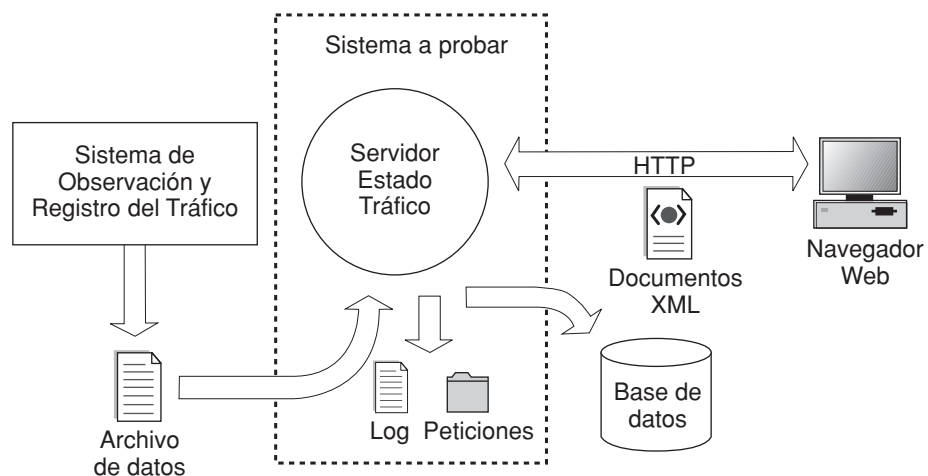 Sistema a probar
Sistema de
Observación y
Registro del Tráfico
Servidor
Estado
Tráfico
HTTP
Documentos
XML
Navegador
Web
Archivo
de datos
Log
Peticiones
Base de
datos